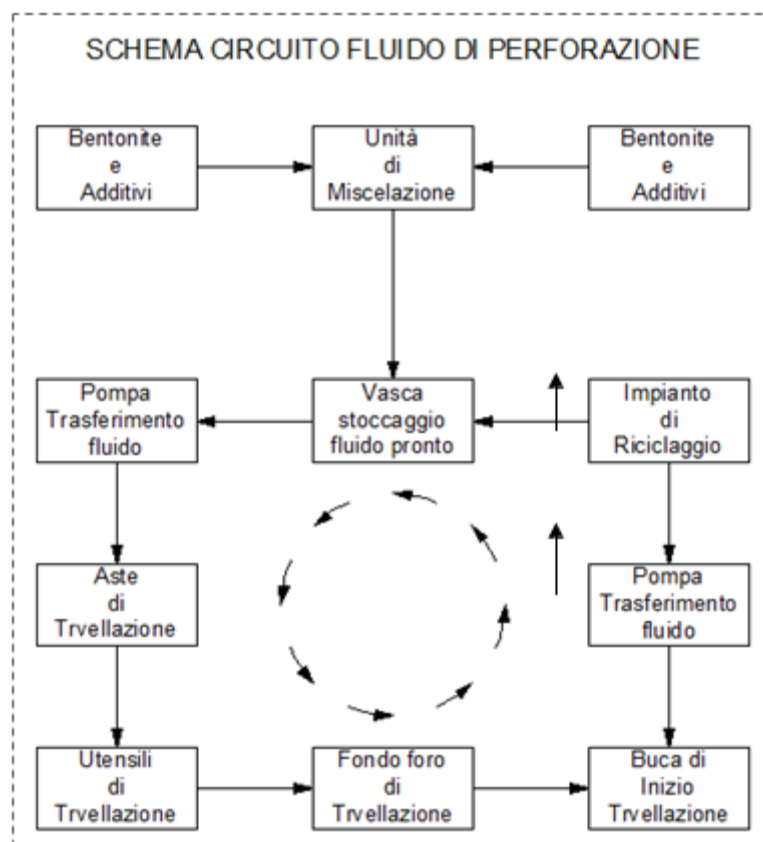 SCHEMA CIRCUITO FLUIDO DI PERFORAZIONE
Bentonite
e
Additivi
Unità
di
Miscelazione
Bentonite
e
Additivi
Pompa
Trasferimento
fluido
Vasca
stoccaggio
fluido pronto
Impianto
di
Riciclaggio
Aste
di
Trvellazione
Pompa
Trasferimento
fluido
Utensili
di
Trvellazione
Fondo foro
di
Trvellazione
Buca di
Inizio
Trvellazione